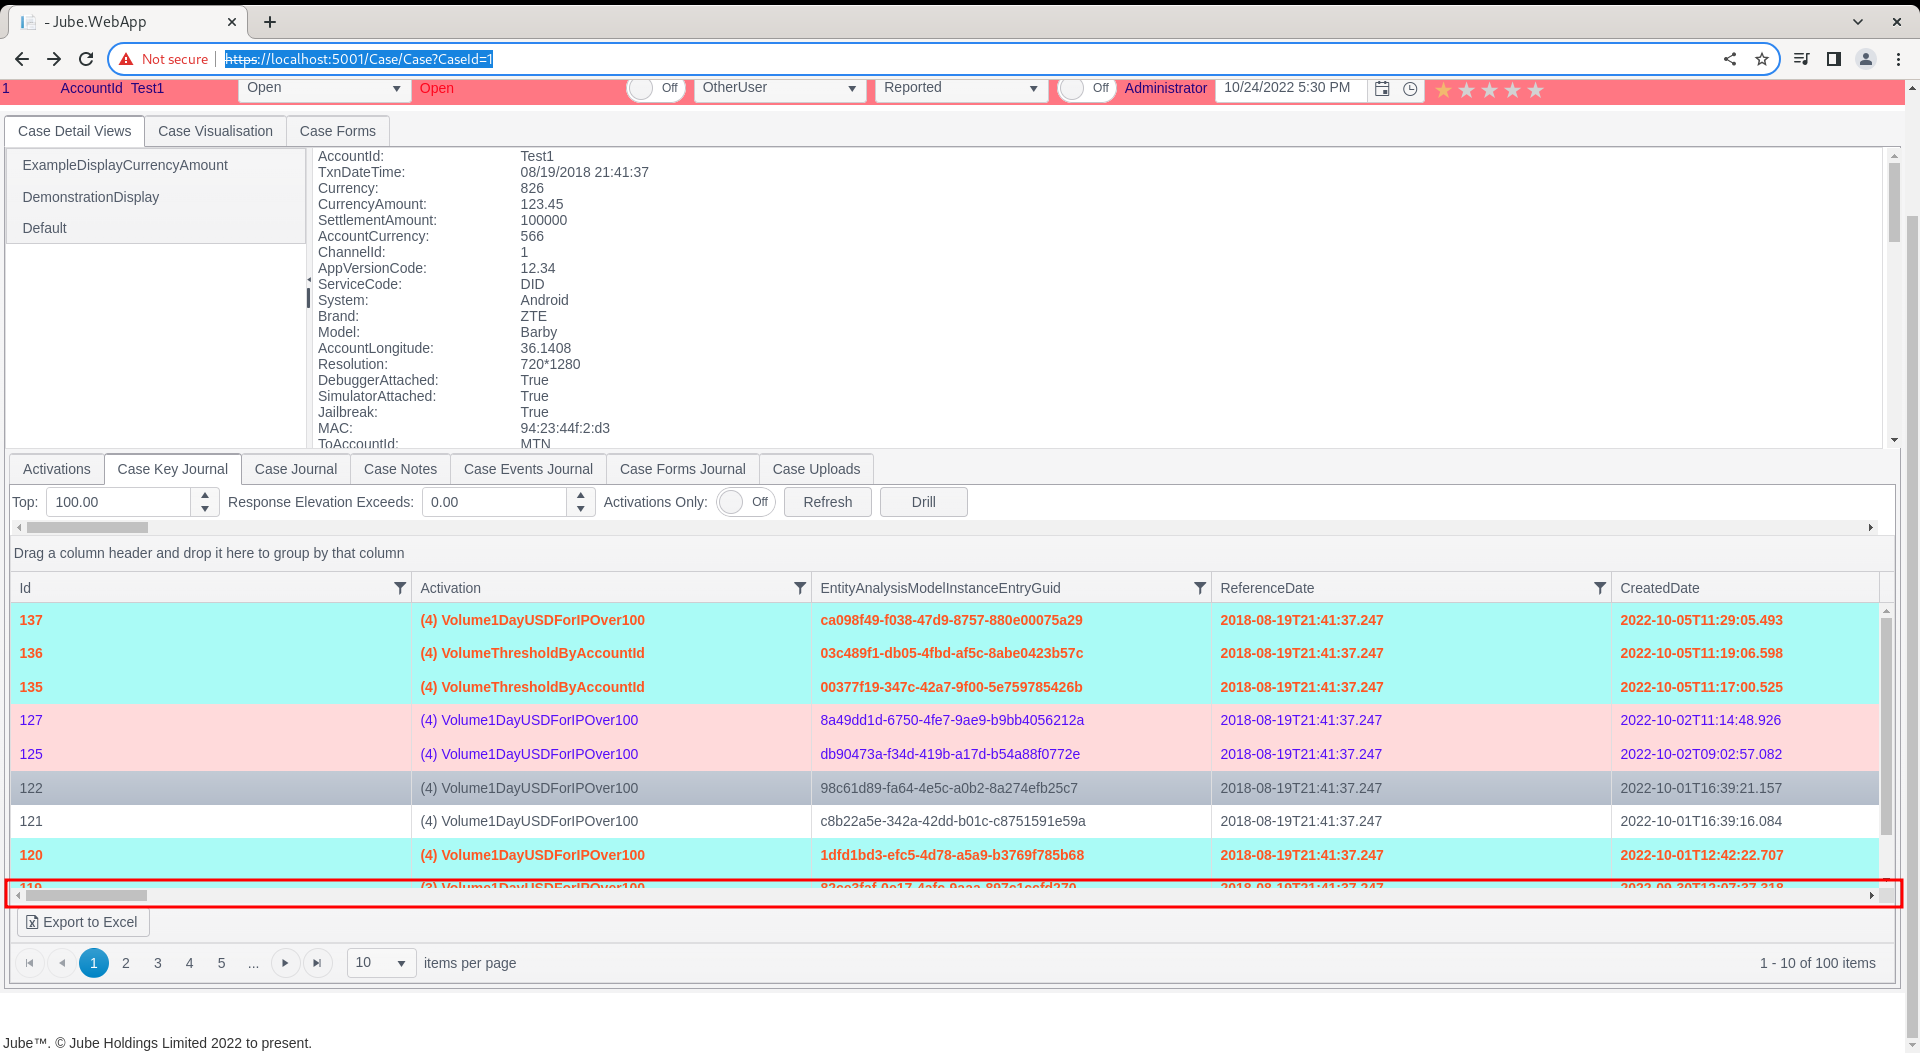 - Jube.WebApp
Not secure https://localhost:5001/Case/Case?CaseId=1
1 AccountId Test1 Open Open Off OtherUser Reported Off Administrator 10/24/2022 5:30 PM
Case Detail Views Case Visualisation Case Forms
ExampleDisplayCurrencyAmount
DemonstrationDisplay
Default
AccountId: Test1
TxnDateTime: 08/19/2018 21:41:37
Currency: 826
CurrencyAmount: 123.45
SettlementAmount: 100000
AccountCurrency: 566
ChannelId: 1
AppVersionCode: 12.34
ServiceCode: DID
System: Android
Brand: ZTE
Model: Barby
AccountLongitude: 36.1408
Resolution: 720*1280
DebuggerAttached: True
SimulatorAttached: True
Jailbreak: True
MAC: 94:23:44f:2:d3
ToAccountId: MTN
Activations Case Key Journal Case Journal Case Notes Case Events Journal Case Forms Journal Case Uploads
Top: 100.00 Response Elevation Exceeds: 0.00 Activations Only: Off Refresh Drill
Drag a column header and drop it here to group by that column
Id Activation EntityAnalysisModelInstanceEntryGuid ReferenceDate CreatedDate
137 (4) Volume1DayUSDForIPOver100 ca098f49-f038-47d9-8757-880e00075a29 2018-08-19T21:41:37.247 2022-10-05T11:29:05.493
136 (4) VolumeThresholdByAccountId 03c489f1-db05-4fbd-af5c-8abe0423b57c 2018-08-19T21:41:37.247 2022-10-05T11:19:06.598
135 (4) VolumeThresholdByAccountId 00377f19-347c-42a7-9f00-5e759785426b 2018-08-19T21:41:37.247 2022-10-05T11:17:00.525
127 (4) Volume1DayUSDForIPOver100 8a49dd1d-6750-4fe7-9ae9-b9bb4056212a 2018-08-19T21:41:37.247 2022-10-02T11:14:48.926
125 (4) Volume1DayUSDForIPOver100 db90473a-f34d-419b-a17d-b54a88f0772e 2018-08-19T21:41:37.247 2022-10-02T09:02:57.082
122 (4) Volume1DayUSDForIPOver100 98c61d89-fa64-4e5c-a0b2-8a274efb25c7 2018-08-19T21:41:37.247 2022-10-01T16:39:21.157
121 (4) Volume1DayUSDForIPOver100 c8b22a5e-342a-42dd-b01c-c8751591e59a 2018-08-19T21:41:37.247 2022-10-01T16:39:16.084
120 (4) Volume1DayUSDForIPOver100 1dfd1bd3-efc5-4d78-a5a9-b3769f785b68 2018-08-19T21:41:37.247 2022-10-01T12:42:22.707
119 (3) Volume1DayUSDForIPOver100 2018-08-19T21:41:37.247
Export to Excel
1 2 3 4 5 ... 10 items per page 1 - 10 of 100 items
Jube™. © Jube Holdings Limited 2022 to present.